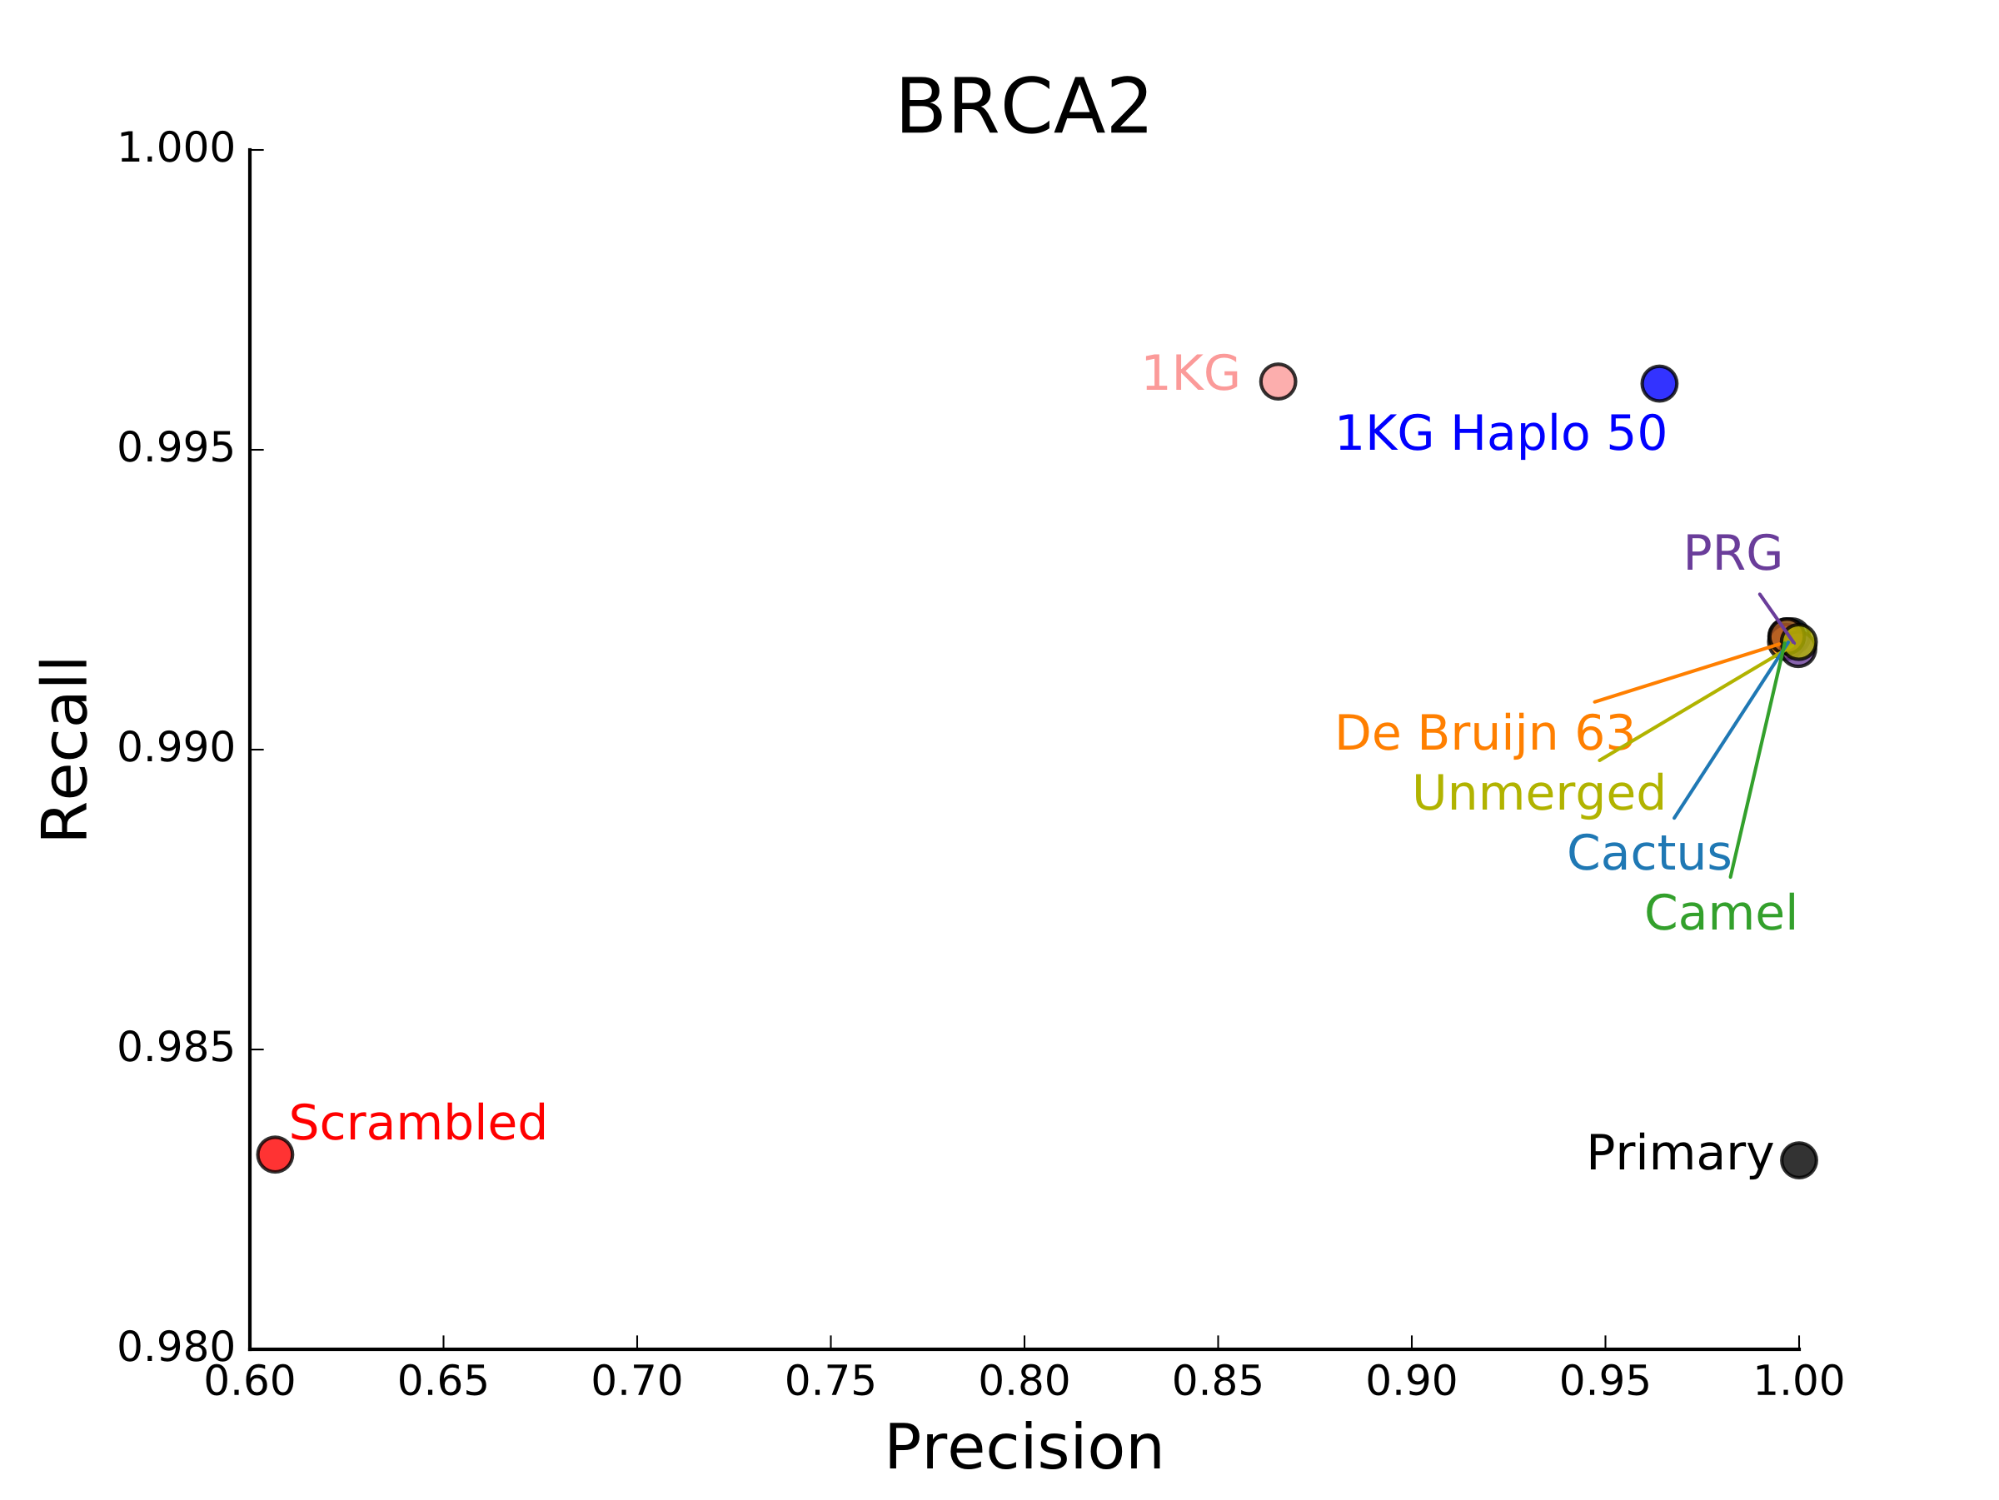 BRCA2
1.000
0.995
0.990
0.985
0.980
Recall
1KG
1KG Haplo 50
PRG
De Bruijn 63
Unmerged
Cactus
Camel
Scrambled
Primary
0.60 0.65 0.70 0.75 0.80 0.85 0.90 0.95 1.00
Precision